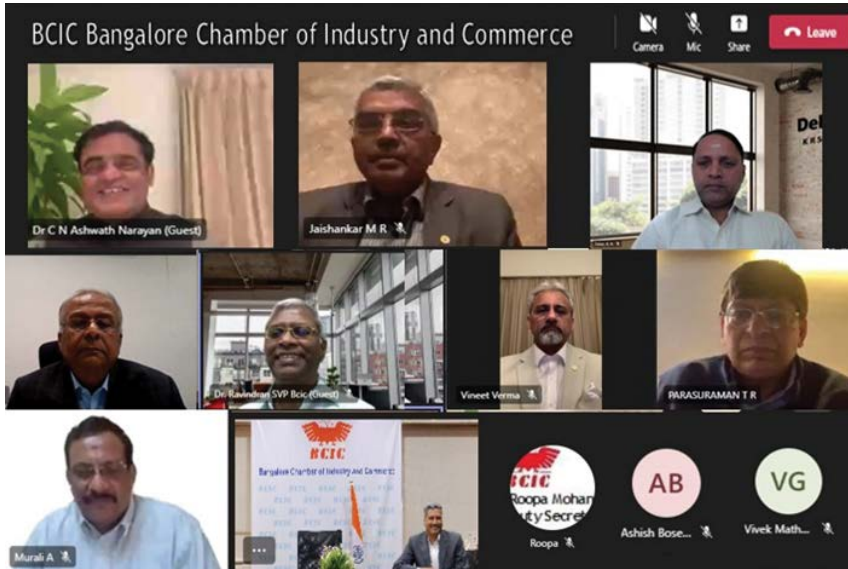 BCIC Bangalore Chamber of Industry and Commerce
Camera
Mic
Share
Leave
Dr C N Ashwath Narayan (Guest)
Jaishankar M R
Del
Dr. Ravindran SVP Bcic (Guest)
Vineet Verma
PARASURAMAN T R
Murali A
BCIC
Bangalore Chamber of Industry and Commerce
BCIC
Roopa Mohan
uty Secret
Roopa
AB
Ashish Bose...
VG
Vivek Math...